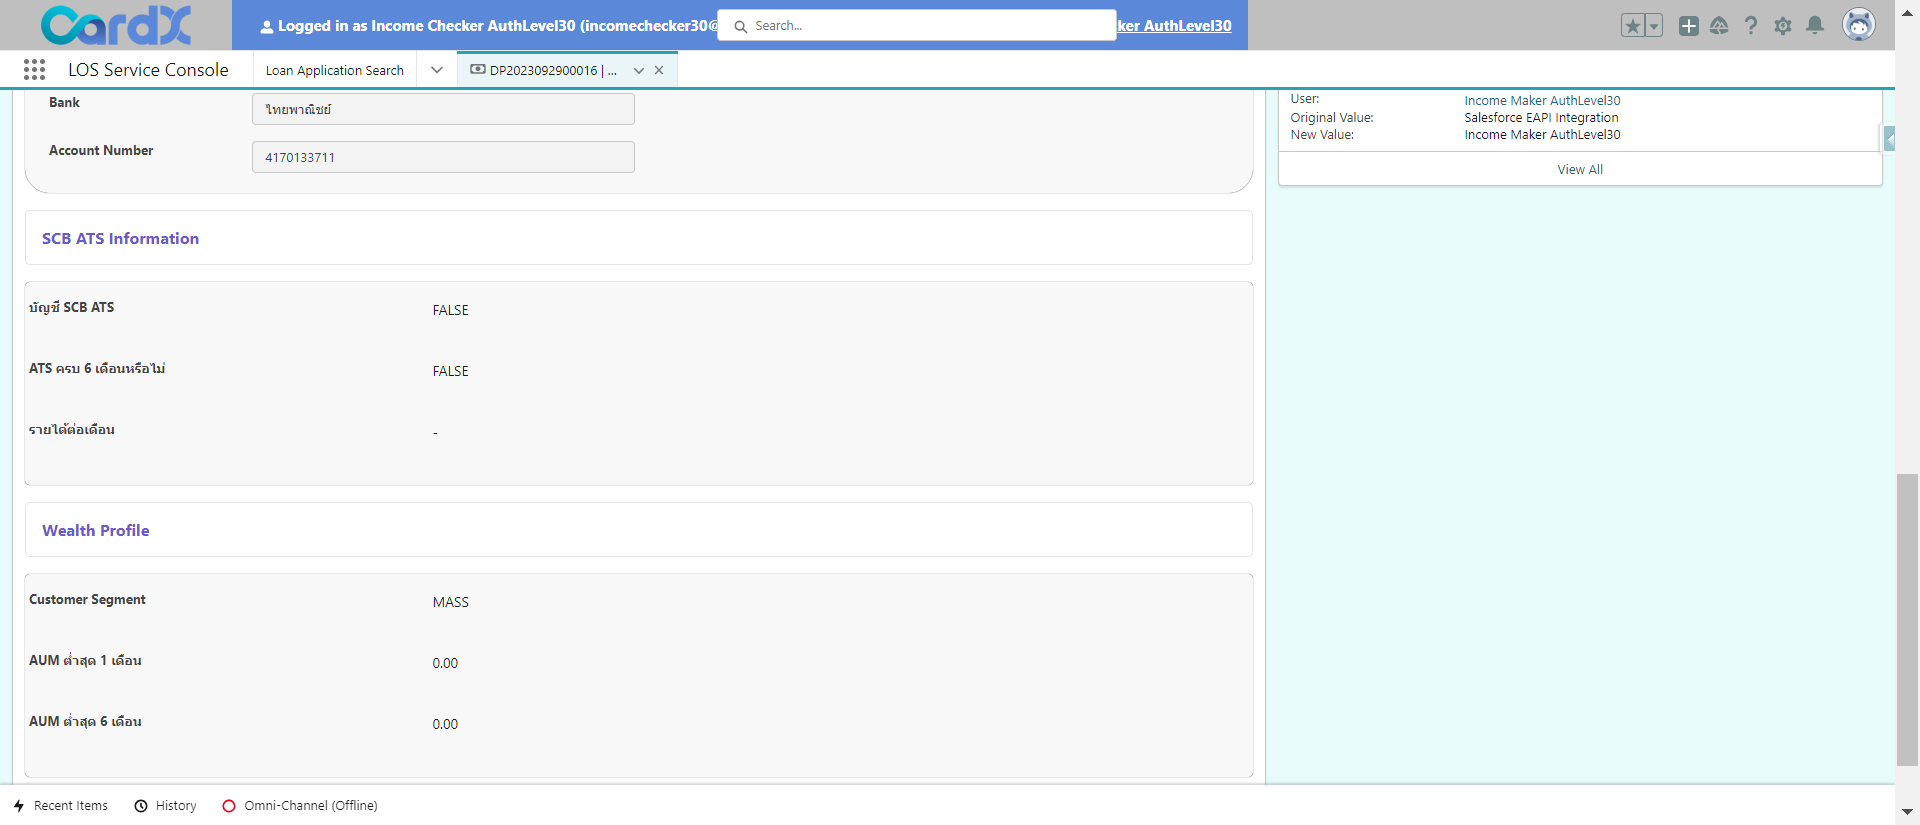 CardX
Logged in as Income Checker AuthLevel30 (incomechecker30@
Search...
ker AuthLevel30
LOS Service Console
Loan Application Search
DP2023092900016 | ...
Bank
ไทยพาณิชย์
Account Number
4170133711
User:
Income Maker AuthLevel30
Original Value:
Salesforce EAPI Integration
New Value:
Income Maker AuthLevel30
View All
SCB ATS Information
บัญชี SCB ATS
FALSE
ATS ครบ 6 เดือนหรือไม่
FALSE
รายได้ต่อเดือน
-
Wealth Profile
Customer Segment
MASS
AUM ต่ำสุด 1 เดือน
0.00
AUM ต่ำสุด 6 เดือน
0.00
Recent Items
History
Omni-Channel (Offline)